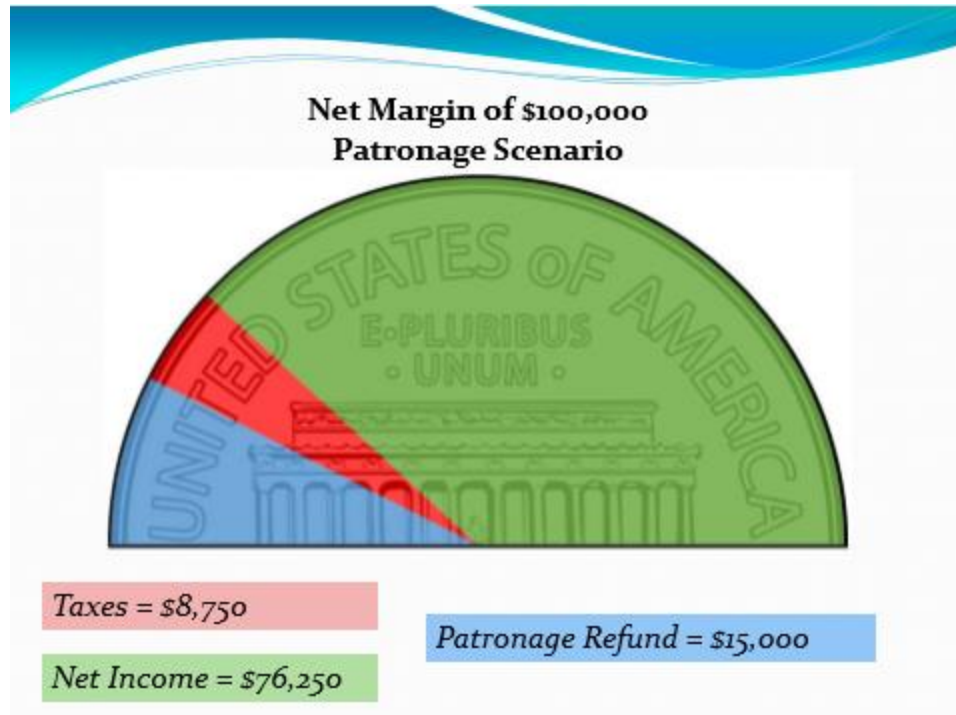 Net Margin of $100,000
Patronage Scenario
UNITED STATES OF AMERICA
E•PLURIBUS
• UNUM •
Taxes = $8,750
Patronage Refund = $15,000
Net Income = $76,250